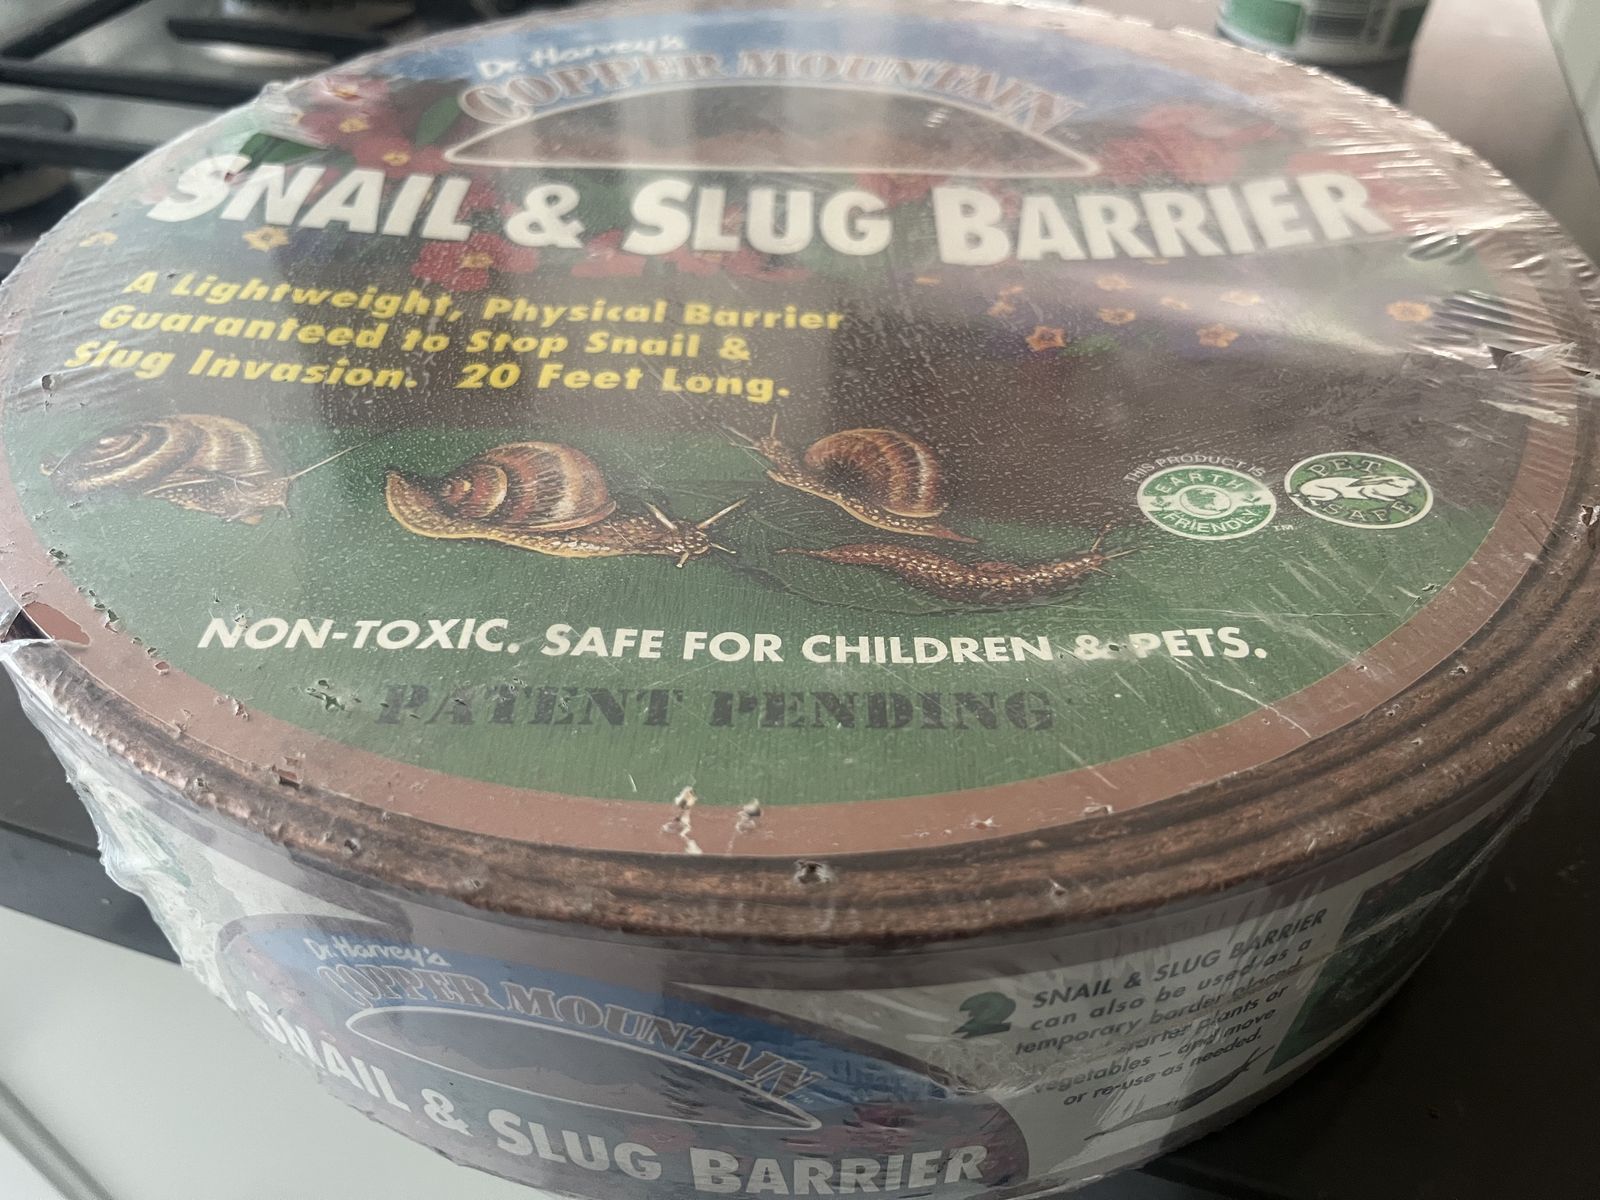 Dr. Harvey's
COPPER MOUNTAIN
SNAIL & SLUG BARRIER
A Lightweight, Physical Barrier
Guaranteed to Stop Snail &
Slug Invasion. 20 Feet Long.
THIS PRODUCT IS
EARTH
FRIENDLY
TM
PET
SAFE
NON-TOXIC. SAFE FOR CHILDREN & PETS.
PATENT PENDING
Dr. Harvey's
COPPER MOUNTAIN
SNAIL & SLUG BARRIER
2
SNAIL & SLUG BARRIER
can also be used as a
temporary border placed
plants or
vegetables – and move
or re-use as needed.